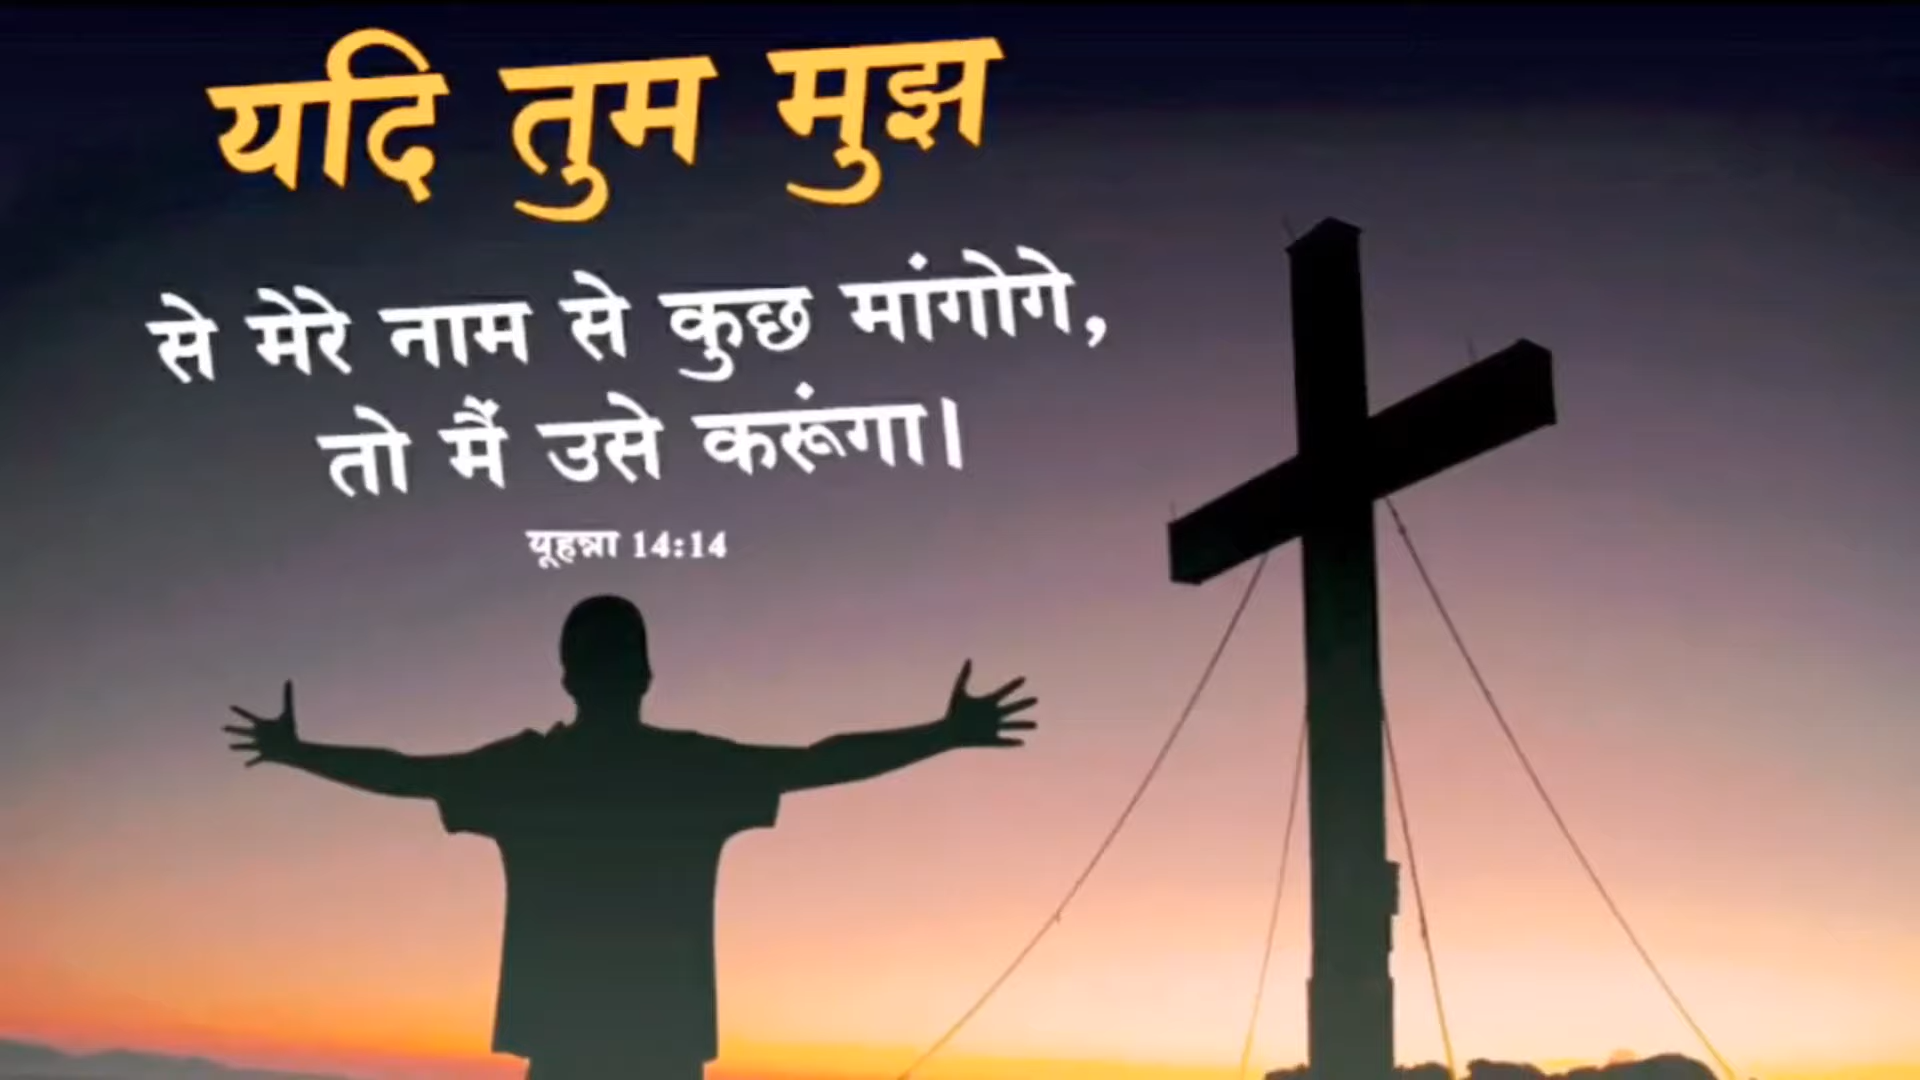 यदि तुम मुझ
से मेरे नाम से कुछ मांगोगे,
तो मैं उसे करूंगा।
यूहन्ना 14:14